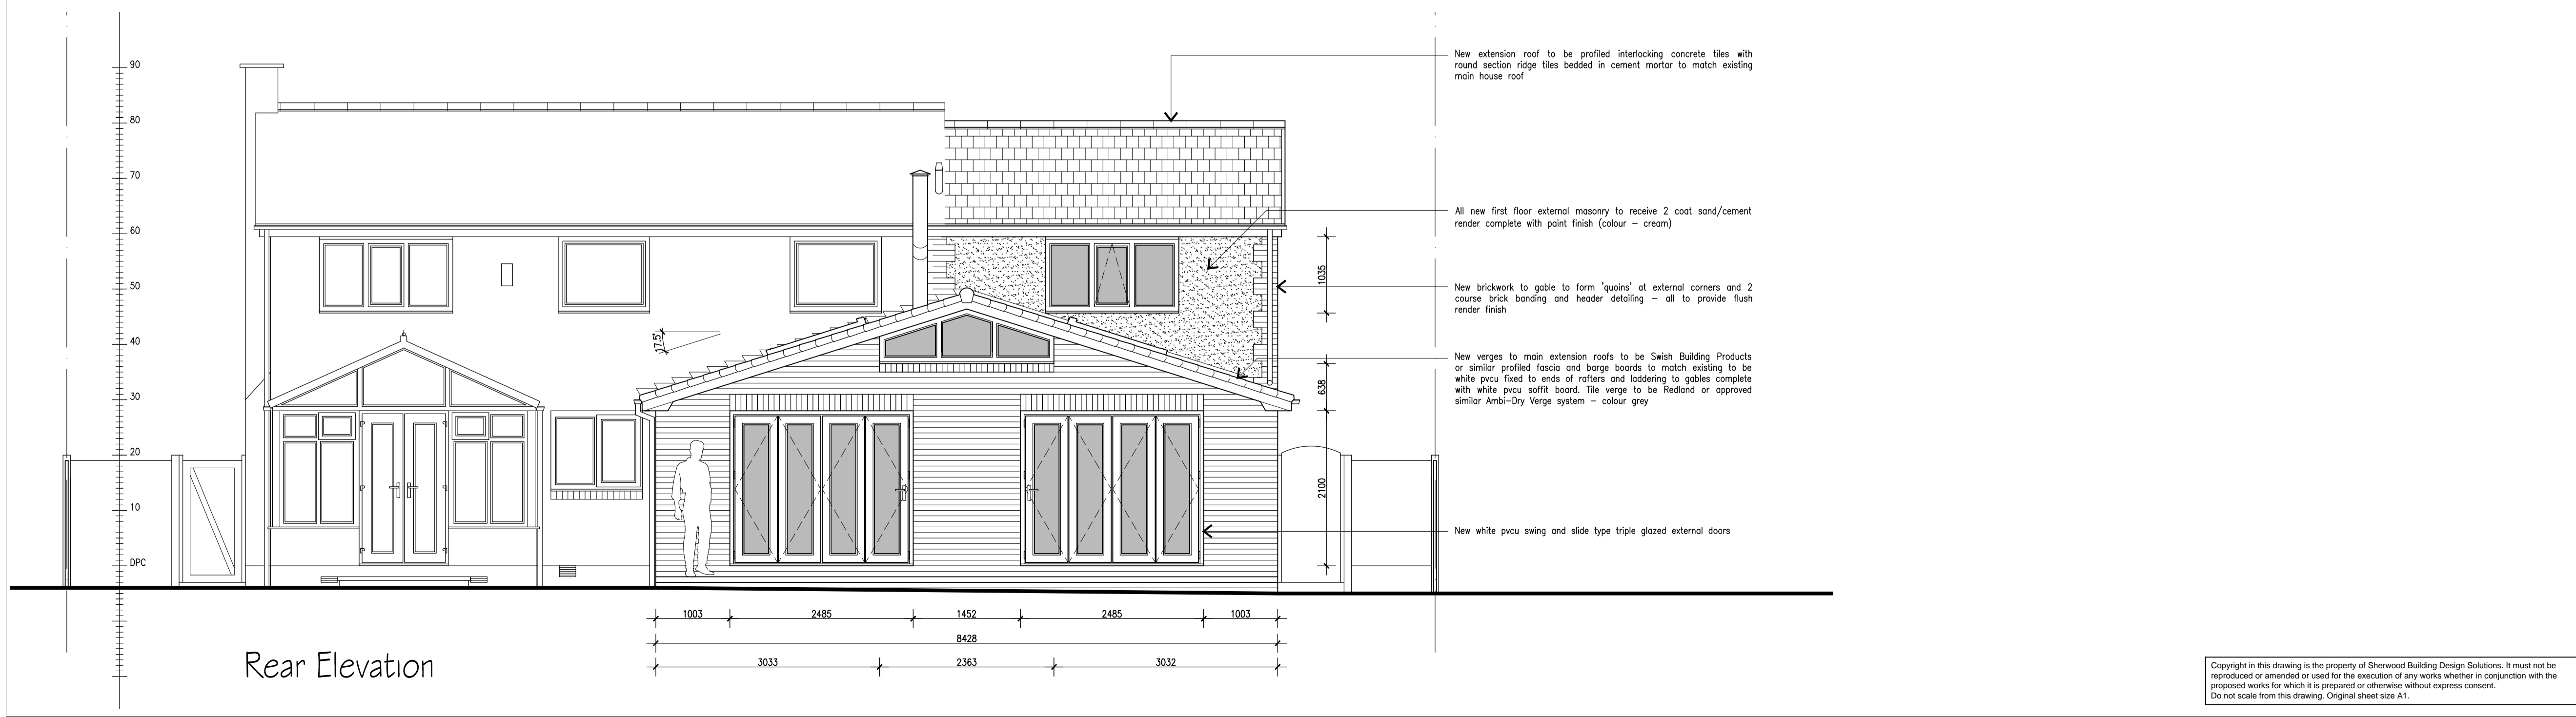 90
80
70
60
50
40
30
20
10
DPC
New extension roof to be profiled interlocking concrete tiles with
round section ridge tiles bedded in cement mortar to match existing
main house roof
All new first floor external masonry to receive 2 coat sand/cement
render complete with paint finish (colour – cream)
New brickwork to gable to form 'quoins' at external corners and 2
course brick banding and header detailing – all to provide flush
render finish
New verges to main extension roofs to be Swish Building Products
or similar profiled fascia and barge boards to match existing to be
white pvcu fixed to ends of rafters and laddering to gables complete
with white pvcu soffit board. Tile verge to be Redland or approved
similar Ambi-Dry Verge system – colour grey
New white pvcu swing and slide type triple glazed external doors
17.5°
1035
638
2100
1003 2485 1452 2485 1003
8428
3033 2363 3032
Rear Elevation
Copyright in this drawing is the property of Sherwood Building Design Solutions. It must not be
reproduced or amended or used for the execution of any works whether in conjunction with the
proposed works for which it is prepared or otherwise without express consent.
Do not scale from this drawing. Original sheet size A1.